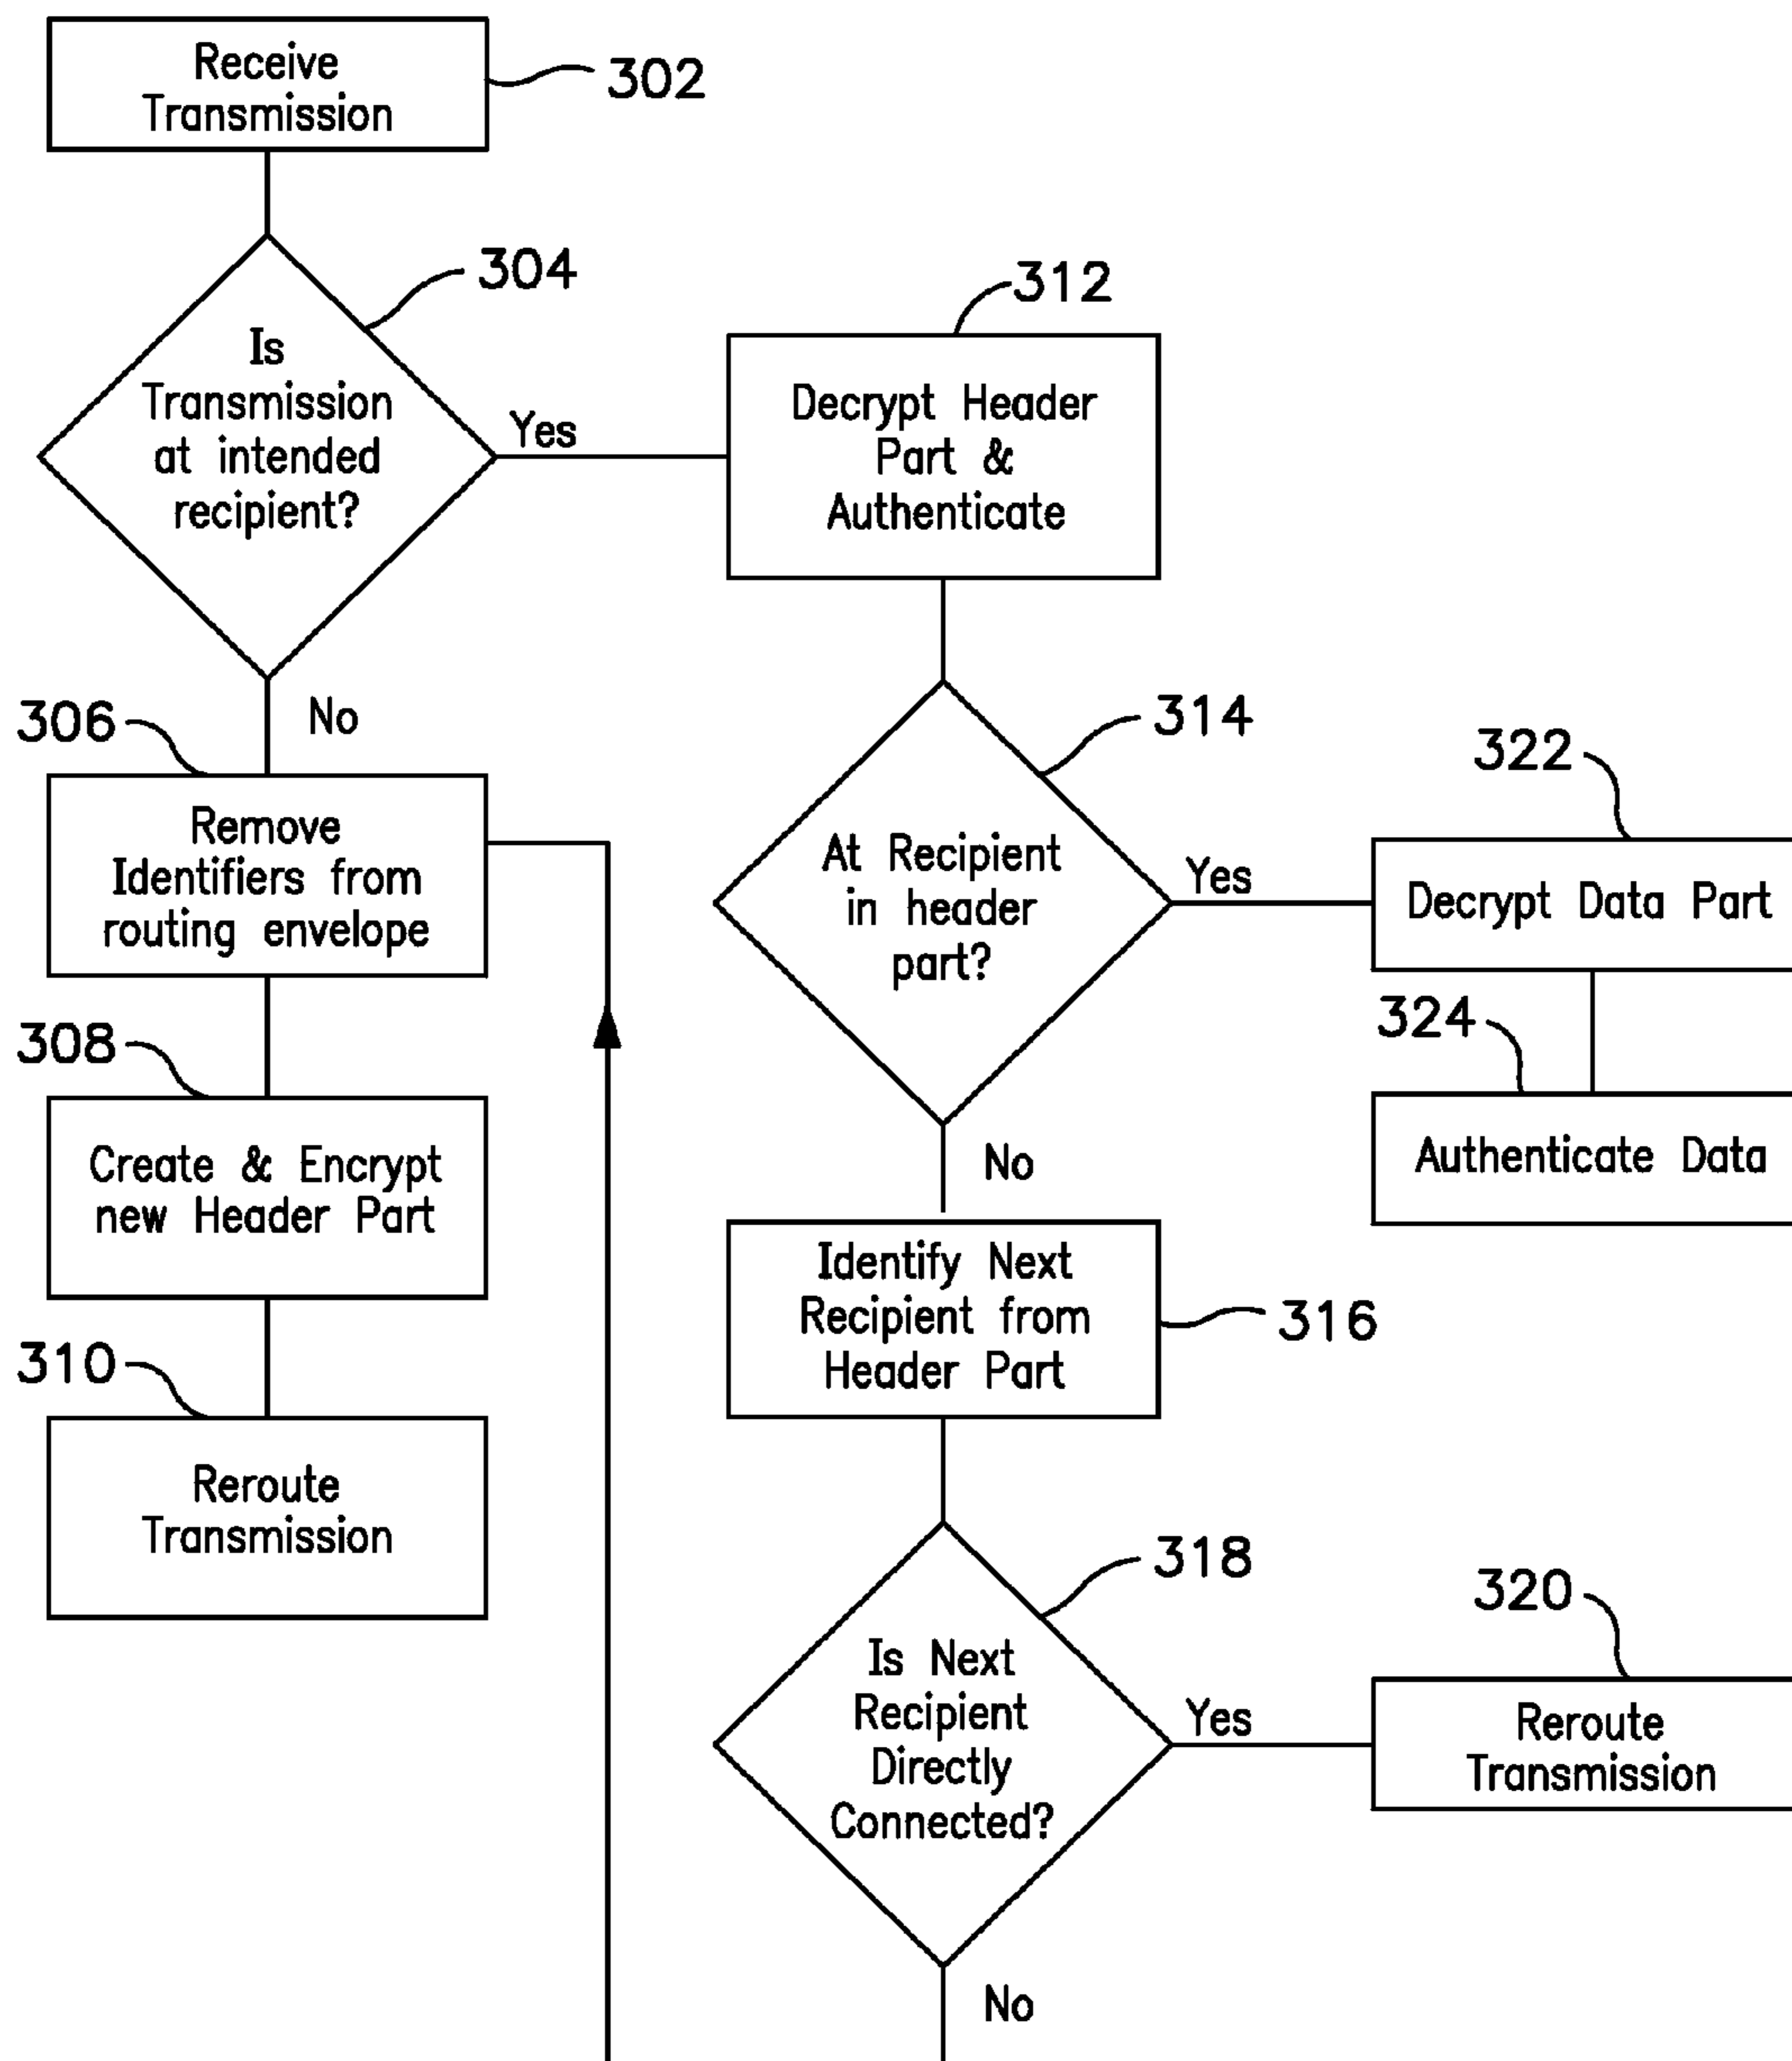 Receive
Transmission
302
304
Is
Transmission
at intended
recipient?
Yes
No
312
Decrypt Header
Part &
Authenticate
306
Remove
Identifiers from
routing envelope
314
At Recipient
in header
part?
Yes
No
322
Decrypt Data Part
324
Authenticate Data
308
Create & Encrypt
new Header Part
316
Identify Next
Recipient from
Header Part
310
Reroute
Transmission
318
Is Next
Recipient
Directly
Connected?
Yes
No
320
Reroute
Transmission